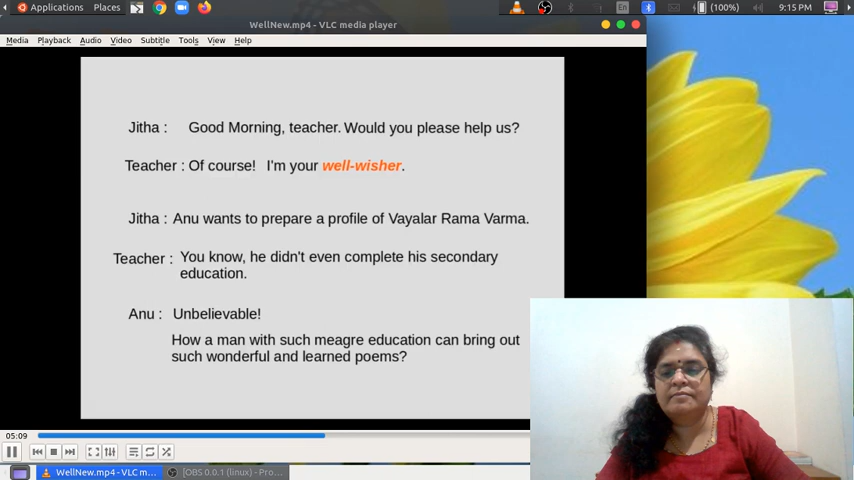 Applications Places En (100%) 9:15 PM
WellNew.mp4 - VLC media player
Media Playback Audio Video Subtitle Tools View Help
Jitha : Good Morning, teacher. Would you please help us?
Teacher : Of course! I'm your well-wisher.
Jitha : Anu wants to prepare a profile of Vayalar Rama Varma.
Teacher : You know, he didn't even complete his secondary
education.
Anu : Unbelievable!
How a man with such meagre education can bring out
such wonderful and learned poems?
05:09
WellNew.mp4 - VLC m... [OBS 0.0.1 (linux) - Pro...